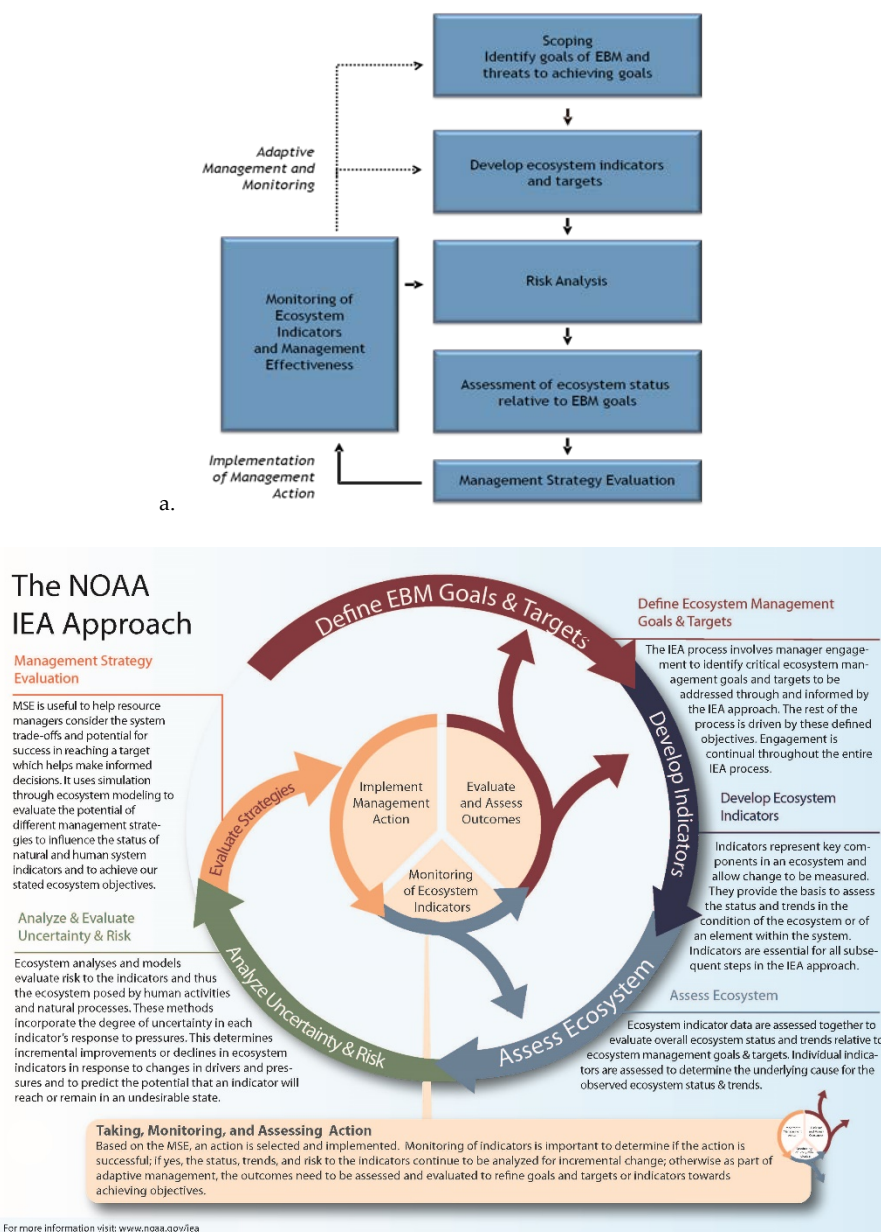 Scoping
Identify goals of EBM and
threats to achieving goals
Adaptive
Management and
Monitoring
Develop ecosystem indicators
and targets
Monitoring of
Ecosystem
Indicators
and Management
Effectiveness
Risk Analysis
Assessment of ecosystem status
relative to EBM goals
Implementation
of Management
Action
Management Strategy Evaluation
a.
The NOAA
IEA Approach
Define EBM Goals & Targets
Develop Indicators
Assess Ecosystem
Analyze Uncertainty & Risk
Evaluate Strategies
Implement
Management
Action
Evaluate
and Assess
Outcomes
Monitoring
of Ecosystem
Indicators
Management Strategy
Evaluation
MSE is useful to help resource
managers consider the system
trade-offs and potential for
success in reaching a target
which helps make informed
decisions. It uses simulation
through ecosystem modeling to
evaluate the potential of
different management strate-
gies to influence the status of
natural and human system
indicators and to achieve our
stated ecosystem objectives.
Analyze & Evaluate
Uncertainty & Risk
Ecosystem analyses and models
evaluate risk to the indicators and thus
the ecosystem posed by human activities
and natural processes. These methods
incorporate the degree of uncertainty in each
indicator's response to pressures. This determines
incremental improvements or declines in ecosystem
indicators in response to changes in drivers and pres-
sures and to predict the potential that an indicator will
reach or remain in an undesirable state.
Define Ecosystem Management
Goals & Targets
The IEA process involves manager engage-
ment to identify critical ecosystem man-
agement goals and targets to be
addressed through and informed by
the IEA approach. The rest of the
process is driven by these defined
objectives. Engagement is
continual throughout the entire
IEA process.
Develop Ecosystem
Indicators
Indicators represent key com-
ponents in an ecosystem and
allow change to be measured.
They provide the basis to assess
the status and trends in the
condition of the ecosystem or of
an element within the system.
Indicators are essential for all subse-
quent steps in the IEA approach.
Assess Ecosystem
Ecosystem indicator data are assessed together to
evaluate overall ecosystem status and trends relative to
ecosystem management goals & targets. Individual indica-
tors are assessed to determine the underlying cause for the
observed ecosystem status & trends.
Taking, Monitoring, and Assessing Action
Based on the MSE, an action is selected and implemented. Monitoring of indicators is important to determine if the action is
successful; if yes, the status, trends, and risk to the indicators continue to be analyzed for incremental change; otherwise as part of
adaptive management, the outcomes need to be assessed and evaluated to refine goals and targets or indicators towards
achieving objectives.
For more information visit: www.noaa.gov/iea